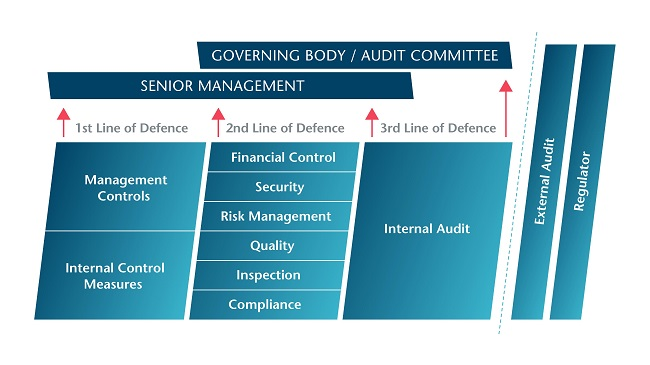 GOVERNING BODY / AUDIT COMMITTEE
SENIOR MANAGEMENT
1st Line of Defence
2nd Line of Defence
3rd Line of Defence
Management
Controls
Internal Control
Measures
Financial Control
Security
Risk Management
Quality
Inspection
Compliance
Internal Audit
External Audit
Regulator